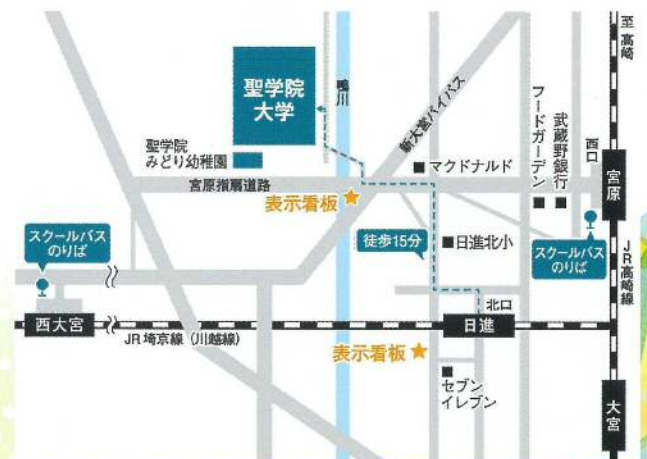 至 高崎
聖学院
大学
鴨川
新大宮バイパス
フードガーデン
武蔵野銀行
西口
聖学院
みどり幼稚園
マクドナルド
宮原
宮原指扇道路
表示看板
スクールバス
のりば
徒歩15分
日進北小
スクールバス
のりば
JR高崎線
北口
西大宮
日進
JR埼京線（川越線）
表示看板
セブン
イレブン
大宮